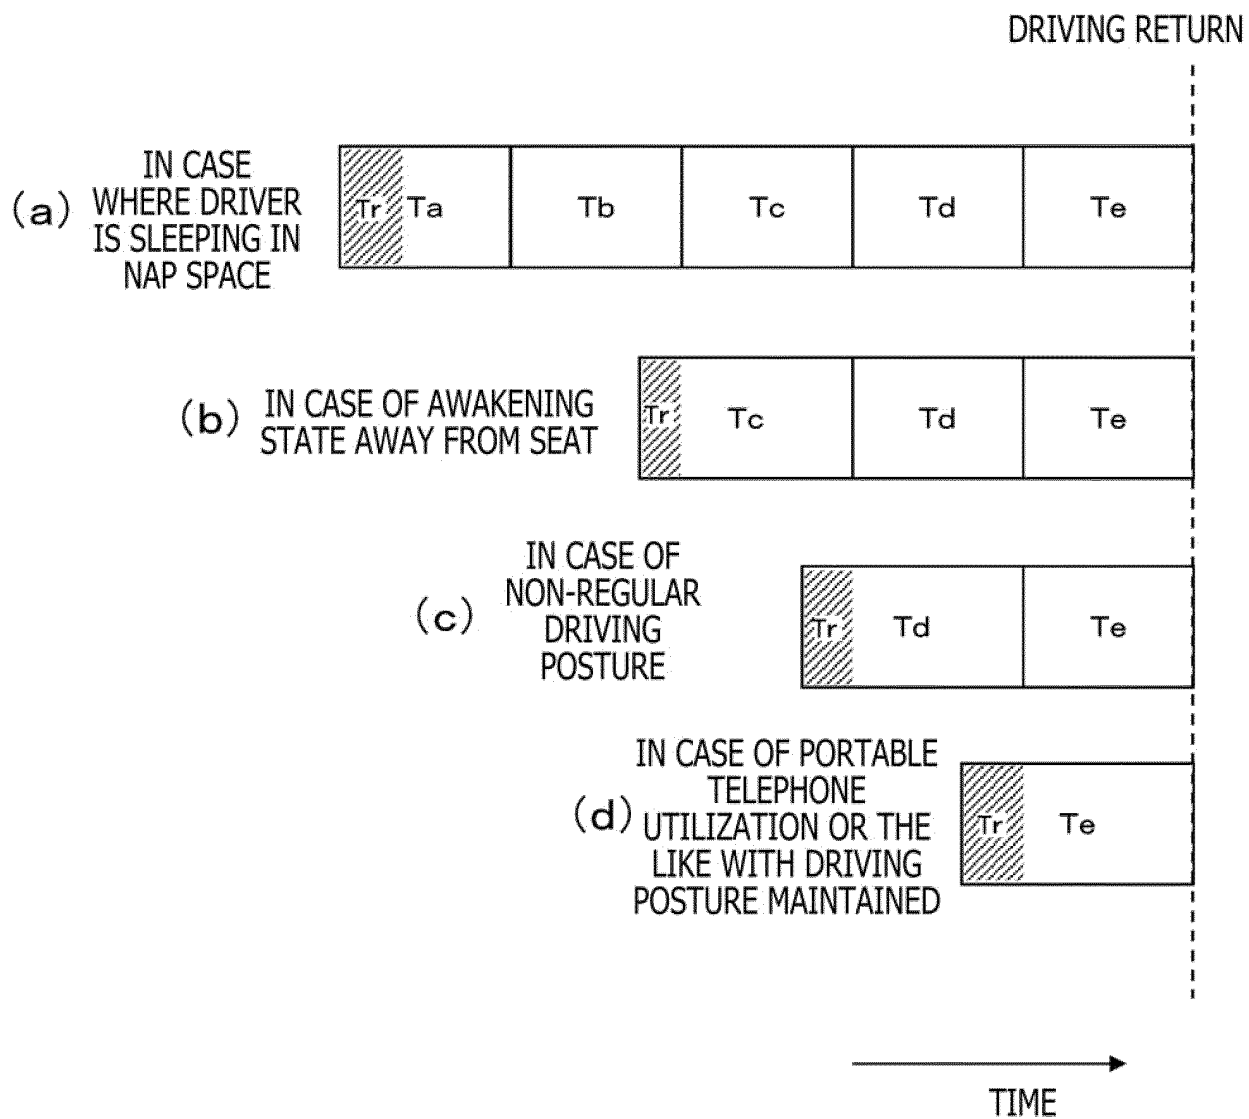 DRIVING RETURN
(a)
IN CASE
WHERE DRIVER
IS SLEEPING IN
NAP SPACE
Tr Ta Tb Tc Td Te
(b)
IN CASE OF AWAKENING
STATE AWAY FROM SEAT
Tr Tc Td Te
(c)
IN CASE OF
NON-REGULAR
DRIVING
POSTURE
Tr Td Te
(d)
IN CASE OF PORTABLE
TELEPHONE
UTILIZATION OR THE
LIKE WITH DRIVING
POSTURE MAINTAINED
Tr Te
TIME